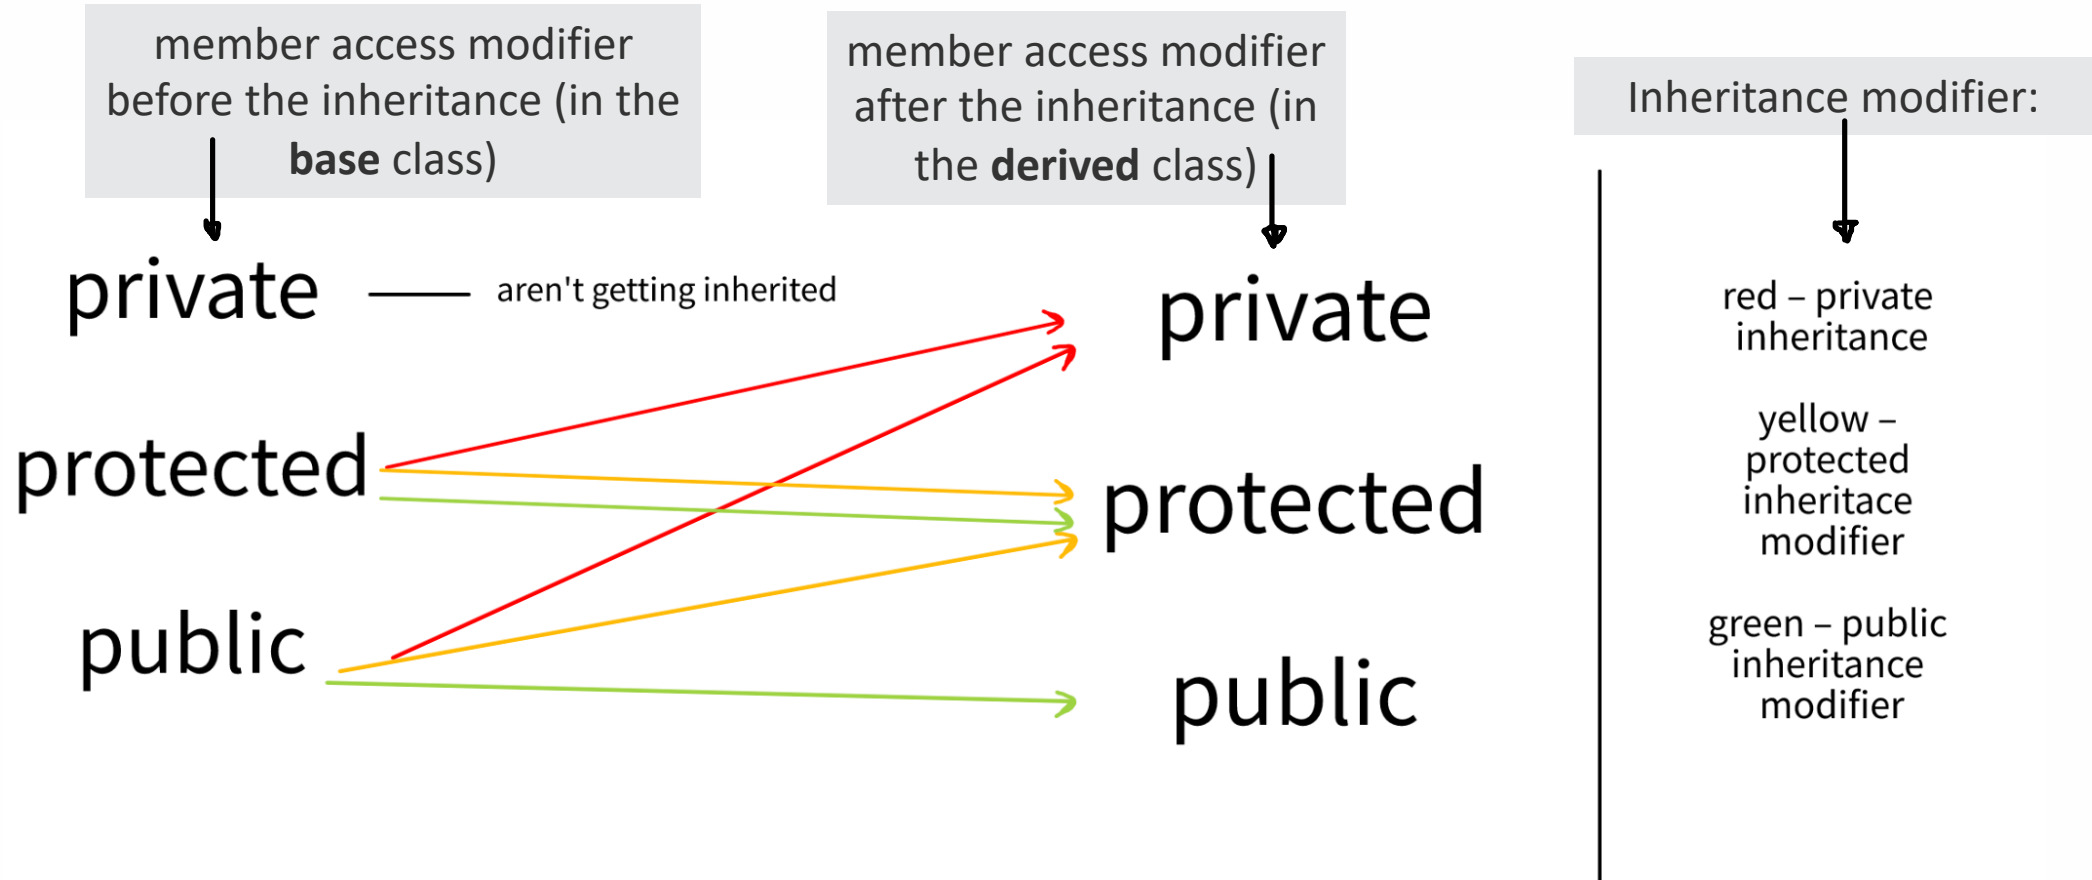 member access modifier
before the inheritance (in the
base class)
member access modifier
after the inheritance (in
the derived class)
Inheritance modifier:
private
aren't getting inherited
private
protected
protected
public
public
red – private
inheritance
yellow –
protected
inheritace
modifier
green – public
inheritance
modifier